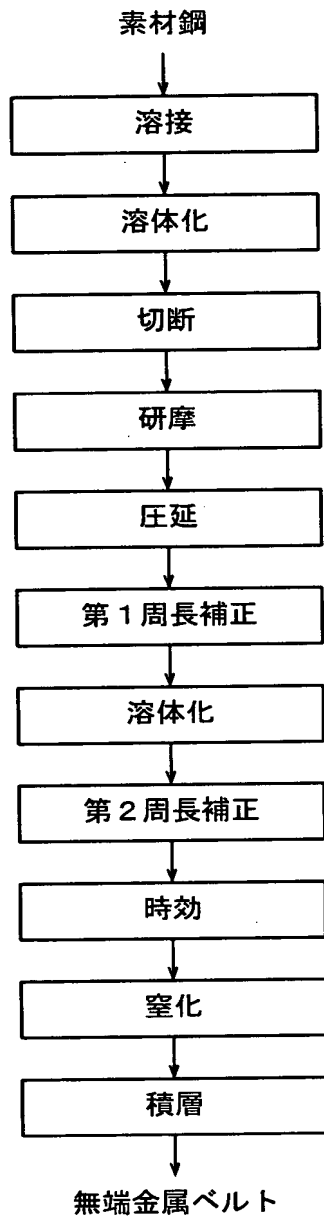 素材鋼
溶接
溶体化
切断
研摩
圧延
第1周長補正
溶体化
第2周長補正
時効
窒化
積層
無端金属ベルト